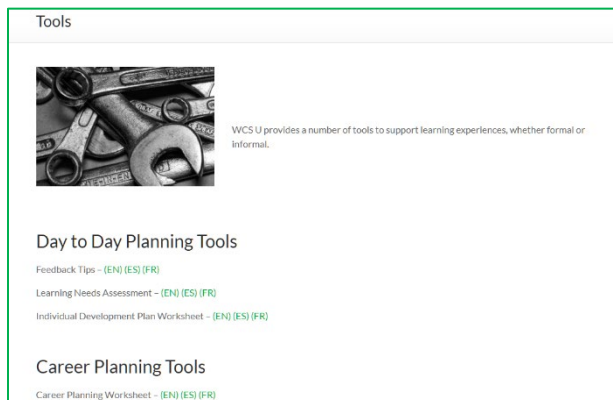 Tools
WCS U provides a number of tools to support learning experiences, whether formal or
informal.
Day to Day Planning Tools
Feedback Tips – (EN) (ES) (FR)
Learning Needs Assessment – (EN) (ES) (FR)
Individual Development Plan Worksheet – (EN) (ES) (FR)
Career Planning Tools
Career Planning Worksheet – (EN) (ES) (FR)